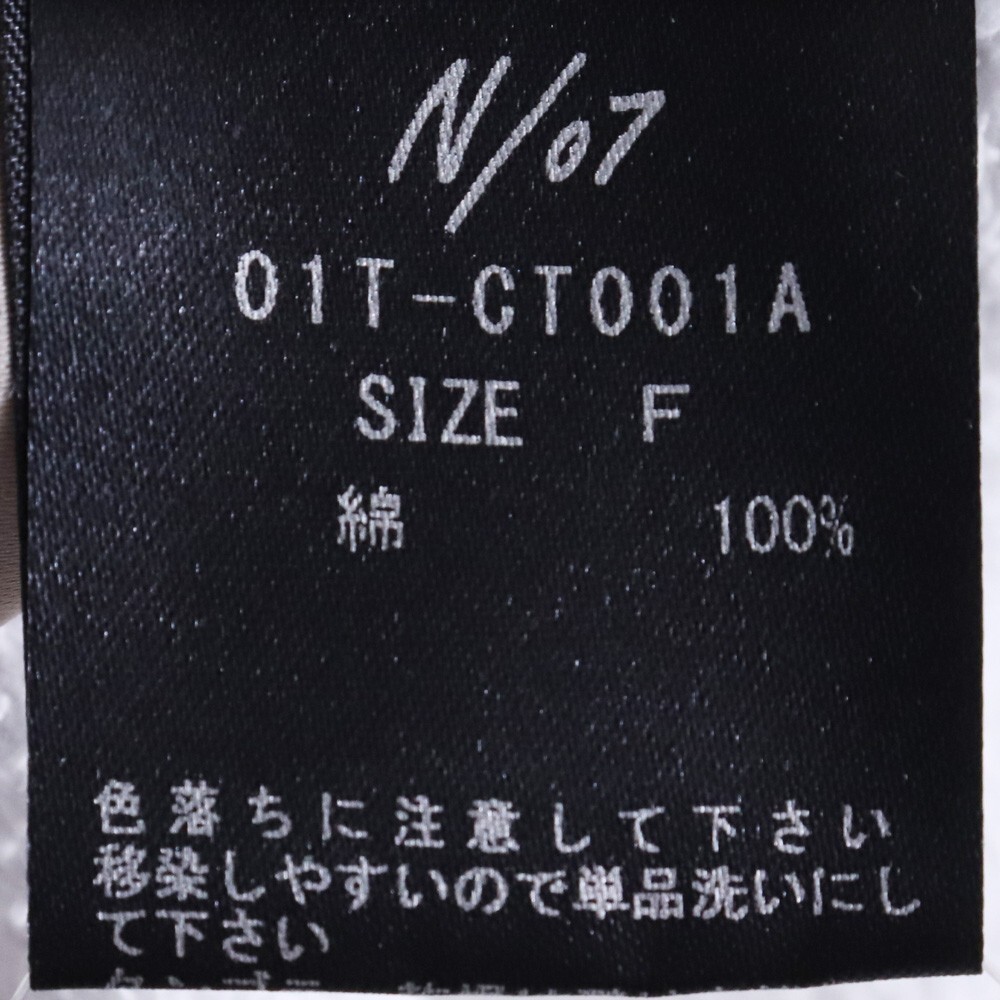 N/07
01T-CT001A
SIZE F
綿 100%
色落ちに注意して下さい
移染しやすいので単品洗いにし
て下さい